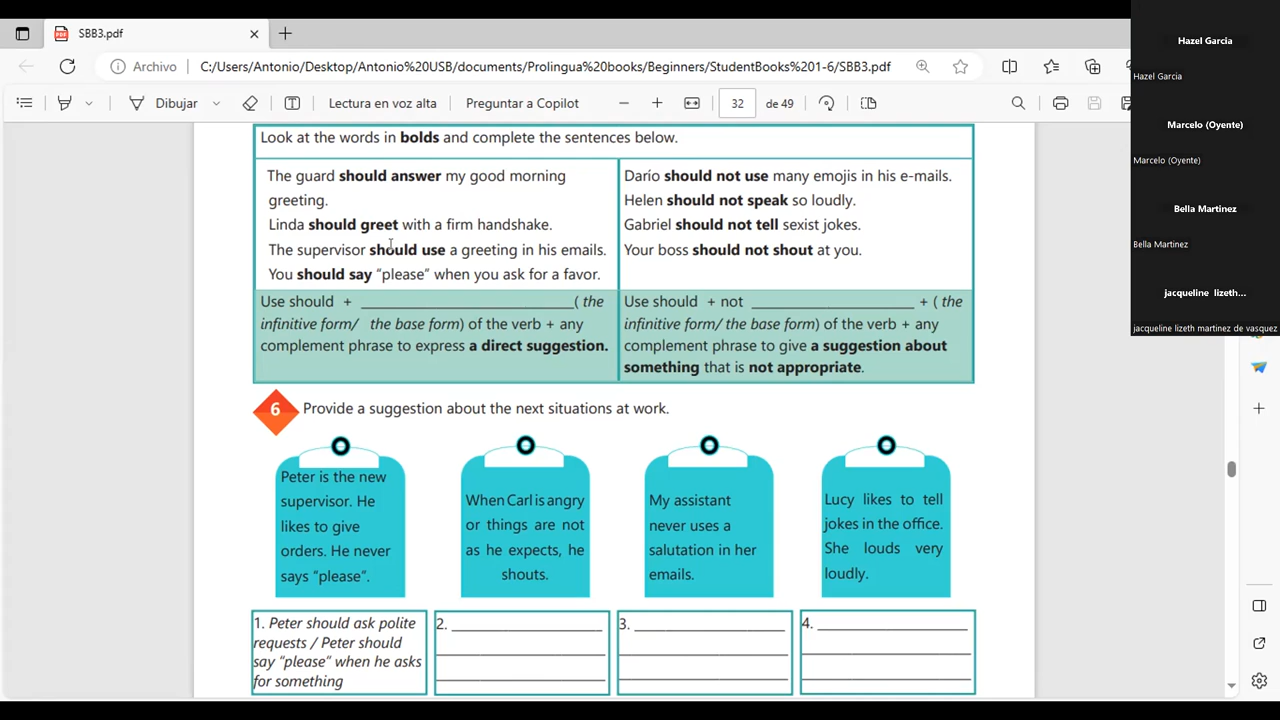 SBB3.pdf
Archivo
C:/Users/Antonio/Desktop/Antonio%20USB/documents/Prolingua%20books/Beginners/StudentBooks%201-6/SBB3.pdf
Dibujar
Lectura en voz alta
Preguntar a Copilot
32
de 49
Look at the words in bolds and complete the sentences below.
The guard should answer my good morning
greeting.
Linda should greet with a firm handshake.
The supervisor should use a greeting in his emails.
You should say “please” when you ask for a favor.
Darío should not use many emojis in his e-mails.
Helen should not speak so loudly.
Gabriel should not tell sexist jokes.
Your boss should not shout at you.
Use should + ____________________________( the
infinitive form/ the base form) of the verb + any
complement phrase to express a direct suggestion.
Use should + not _____________________ + ( the
infinitive form/ the base form) of the verb + any
complement phrase to give a suggestion about
something that is not appropriate.
6
Provide a suggestion about the next situations at work.
Peter is the new
supervisor. He
likes to give
orders. He never
says “please”.
When Carl is angry
or things are not
as he expects, he
shouts.
My assistant
never uses a
salutation in her
emails.
Lucy likes to tell
jokes in the office.
She louds very
loudly.
1. Peter should ask polite
requests / Peter should
say “please” when he asks
for something
2. ____________________
____________________
____________________
3. ____________________
____________________
____________________
4. ____________________
____________________
____________________
Hazel Garcia
Hazel Garcia
Marcelo (Oyente)
Marcelo (Oyente)
Bella Martinez
Bella Martinez
jacqueline lizeth...
jacqueline lizeth martinez de vasquez